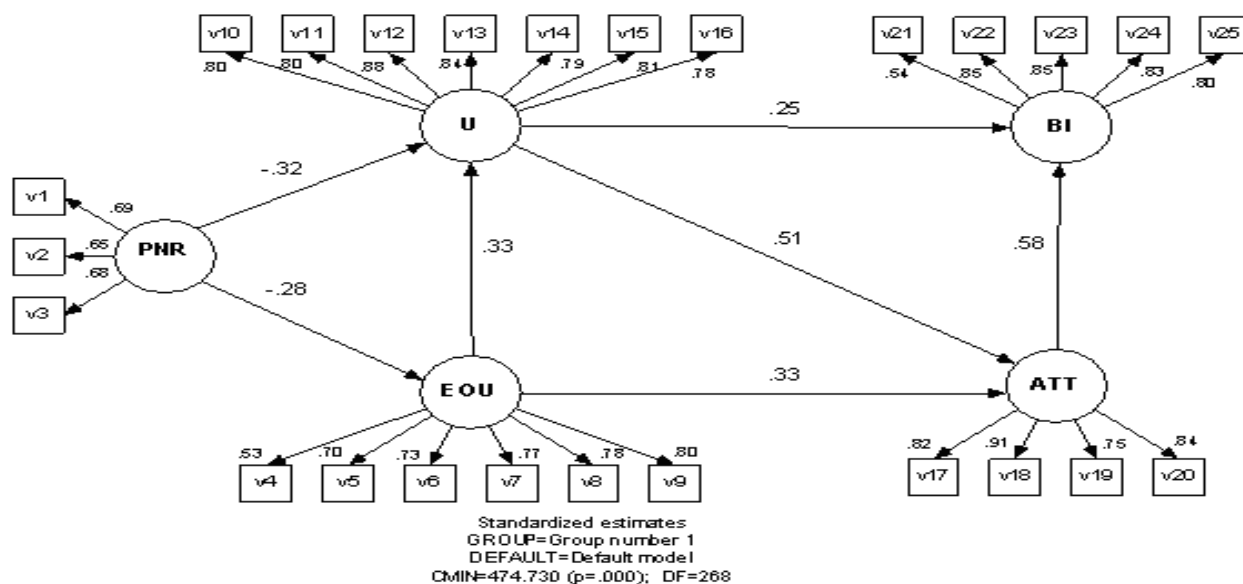 v10 v11 v12 v13 v14 v15 v16
v21 v22 v23 v24 v25
.80 .80 .88 .84 .79 .81 .78
.54 .85 .85 .83 .80
U
.25
BI
-.32
v1
.69
v2
.65
PNR
.68
v3
.33
.51
.58
-.28
EOU
.33
ATT
.53 .70 .73 .77 .78 .80
.82 .91 .75 .84
v4 v5 v6 v7 v8 v9
v17 v18 v19 v20
Standardized estimates
GROUP=Group number 1
DEFAULT=Default model
CMIN=474.730 (p=.000); DF=268